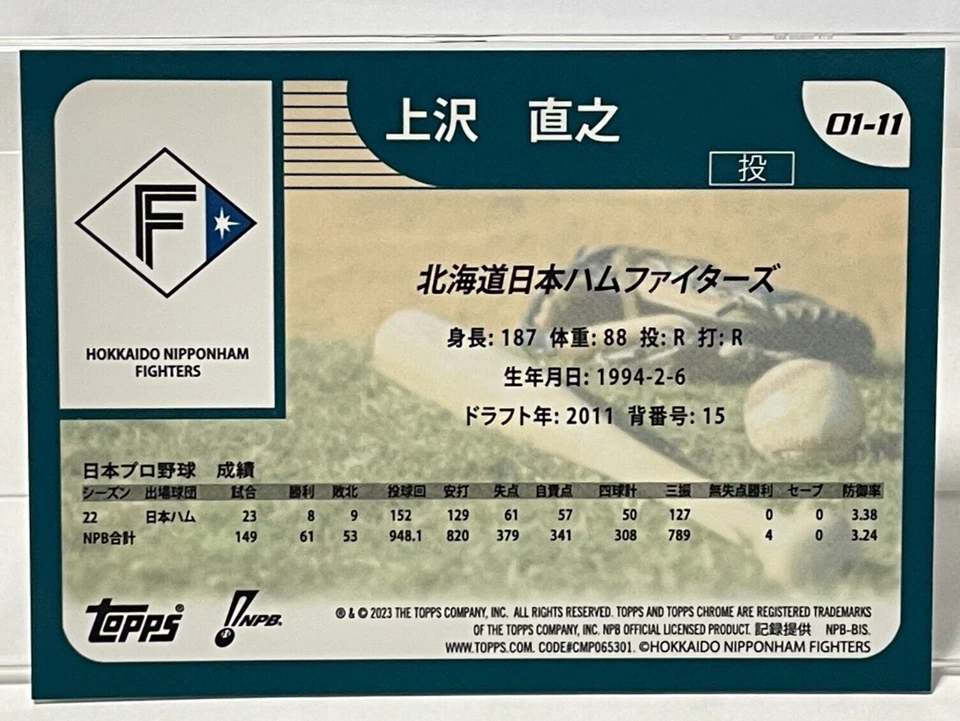 上沢　直之
01-11
投
F
HOKKAIDO NIPPONHAM
FIGHTERS
北海道日本ハムファイターズ
身長: 187 体重: 88 投: R 打: R
生年月日: 1994-2-6
ドラフト年: 2011 背番号: 15
日本プロ野球　成績
シーズン 出場球団 試合 勝利 敗北 投球回 安打 失点 自責点 四球計 三振 無失点勝利 セーブ 防御率
22 日本ハム 23 8 9 152 129 61 57 50 127 0 0 3.38
NPB合計 149 61 53 948.1 820 379 341 308 789 4 0 3.24
topps®
NPB.
® & © 2023 THE TOPPS COMPANY, INC. ALL RIGHTS RESERVED. TOPPS AND TOPPS CHROME ARE REGISTERED TRADEMARKS
OF THE TOPPS COMPANY, INC. NPB OFFICIAL LICENSED PRODUCT. 記録提供 NPB-BIS.
WWW.TOPPS.COM. CODE#CMP065301. ©HOKKAIDO NIPPONHAM FIGHTERS